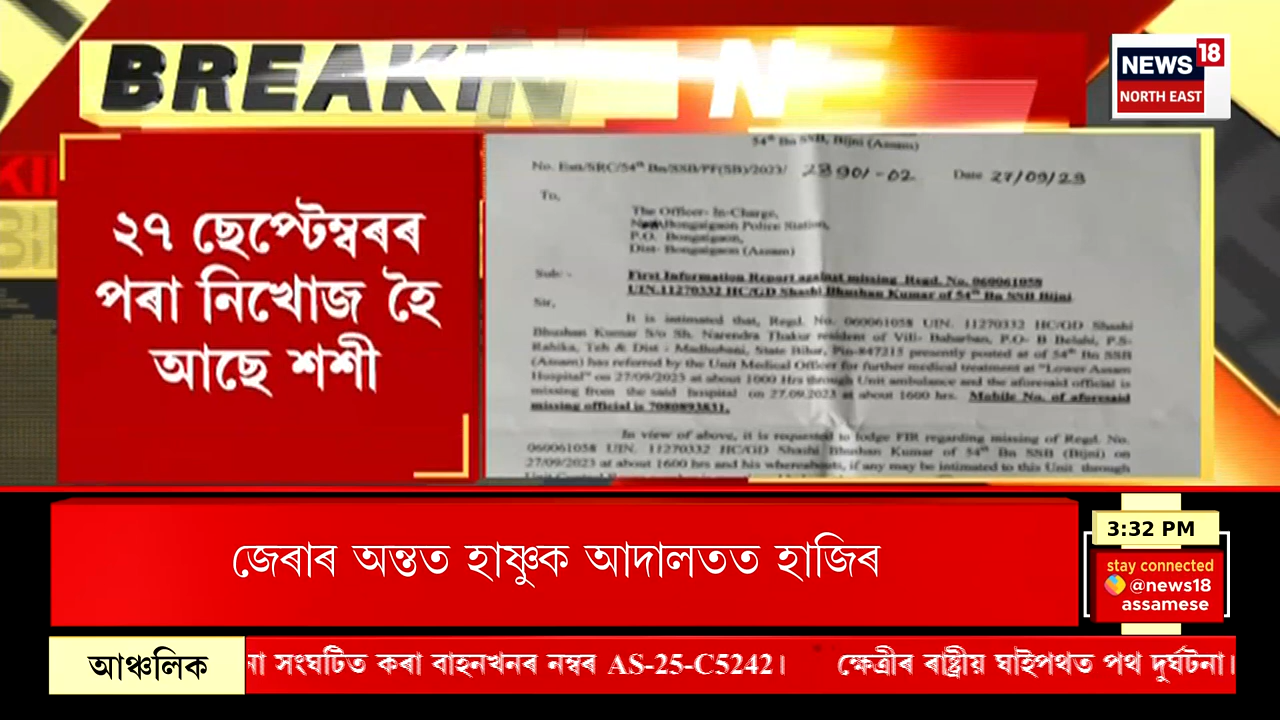 BREAKIN N
NEWS 18
NORTH EAST
২৭ ছেপ্টেম্বৰৰ
পৰা নিখোজ হৈ
আছে শশী
54th Bn SSB, Bijni (Assam)
No. Estt/SRC/54th Bn/SSB/PF(SB)/2023/ 2890/-02 Date 27/09/23
To,
The Officer- In-Charge,
Bongaigaon Police Station,
P.O. Bongaigaon,
Dist- Bongaigaon (Assam)
Sub: - First Information Report against missing Regd. No. 060061058
UIN.11270332 HC/GD Shashi Bhushan Kumar of 54th Bn SSB Bijni.
Sir,
It is intimated that, Regd. No. 060061058 UIN. 11270332 HC/GD Shashi
Bhushan Kumar S/o Sh. Narendra Thakur resident of Vill- Baharban, P.O- B Belahi, P.S-
Rahika, Teh & Dist - Madhubani, State Bihar, Pin-847215 presently posted at of 54th Bn SSB
(Assam) has referred by the Unit Medical Officer for further medical treatment at "Lower Assam
Hospital" on 27/09/2023 at about 1000 Hrs through Unit ambulance and the aforesaid official is
missing from the said hospital on 27.09.2023 at about 1600 hrs. Mobile No. of aforesaid
missing official is 7080893831.
In view of above, it is requested to lodge FIR regarding missing of Regd. No.
060061058 UIN. 11270332 HC/GD Shashi Bhushan Kumar of 54th Bn SSB (Bijni) on
27/09/2023 at about 1600 hrs and his whereabouts, if any may be intimated to this Unit through
জেৰাৰ অন্তত হাষ্ণুক আদালতত হাজিৰ
3:32 PM
stay connected
@news18
assamese
আঞ্চলিক
সংঘটিত কৰা বাহনখনৰ নম্বৰ AS-25-C5242। ক্ষেত্ৰীৰ ৰাষ্ট্ৰীয় ঘাইপথত পথ দুৰ্ঘটনা।